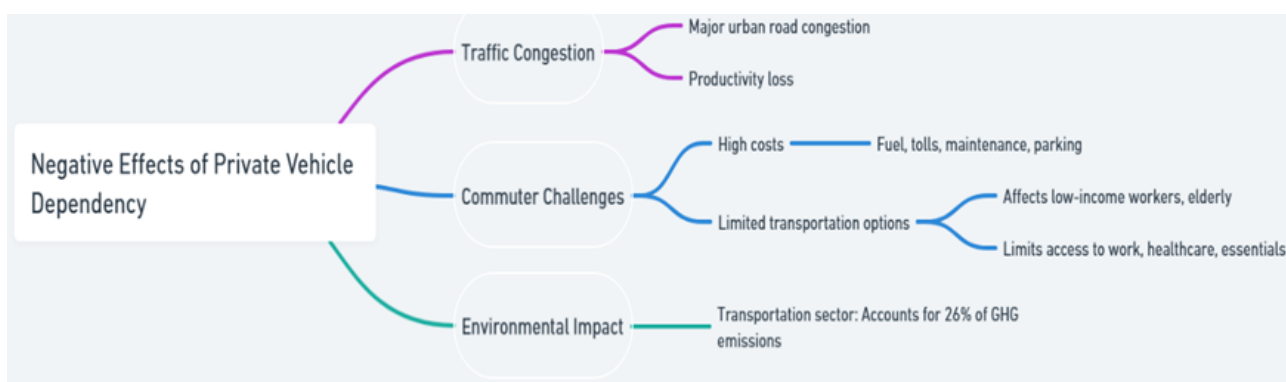 Negative Effects of Private Vehicle
Dependency
Traffic Congestion
Major urban road congestion
Productivity loss
Commuter Challenges
High costs
Fuel, tolls, maintenance, parking
Limited transportation options
Affects low-income workers, elderly
Limits access to work, healthcare, essentials
Environmental Impact
Transportation sector: Accounts for 26% of GHG
emissions